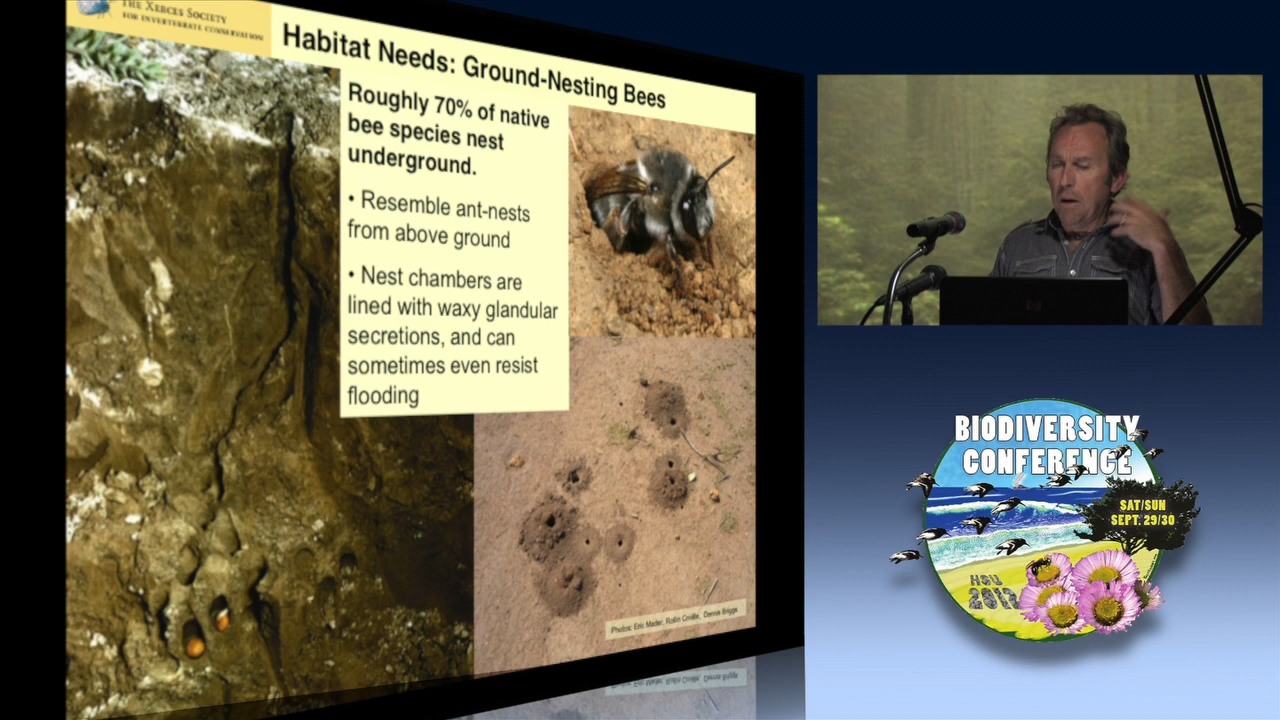 THE XERCES SOCIETY
FOR INVERTEBRATE CONSERVATION
Habitat Needs: Ground-Nesting Bees
Roughly 70% of native
bee species nest
underground.
• Resemble ant-nests
from above ground
• Nest chambers are
lined with waxy glandular
secretions, and can
sometimes even resist
flooding
Photos: Eric Mader, Rollin Coville, Dennis Briggs
BIODIVERSITY
CONFERENCE
SAT/SUN
SEPT. 29/30
HSU
2012